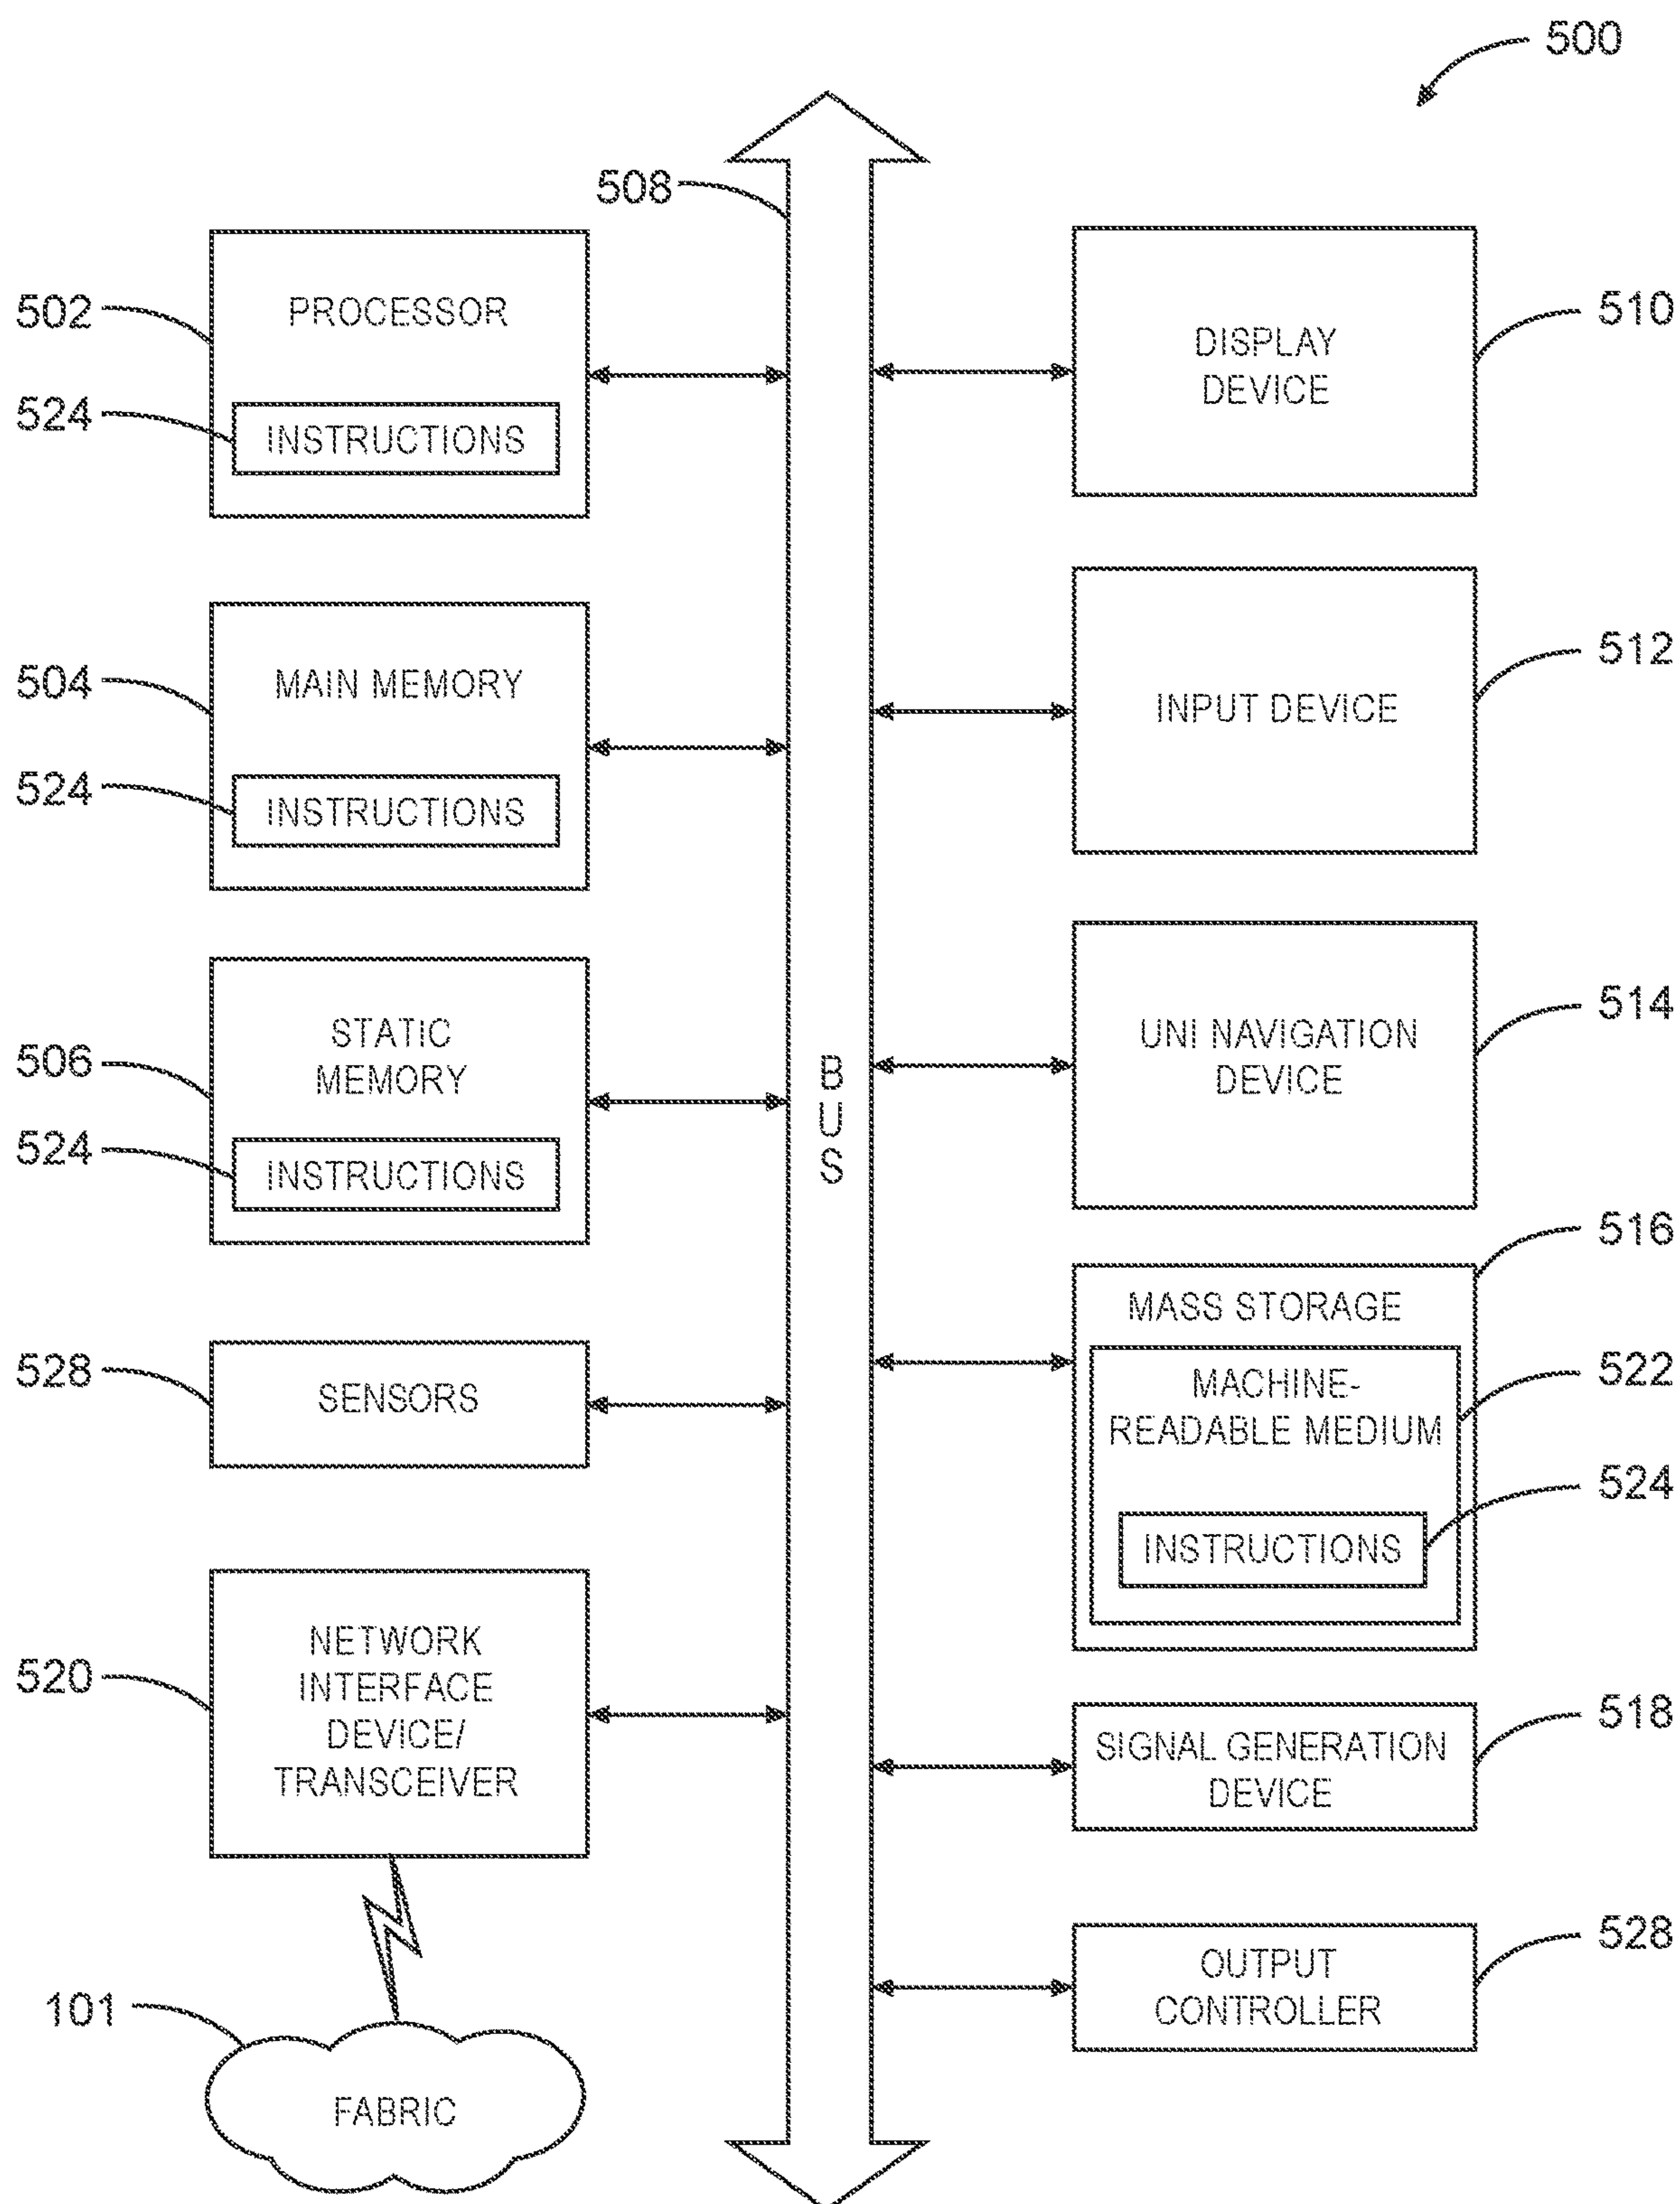 500
508
502
PROCESSOR
524
INSTRUCTIONS
504
MAIN MEMORY
524
INSTRUCTIONS
506
STATIC
MEMORY
524
INSTRUCTIONS
528
SENSORS
520
NETWORK
INTERFACE
DEVICE/
TRANSCEIVER
101
FABRIC
B
U
S
510
DISPLAY
DEVICE
512
INPUT DEVICE
514
UNI NAVIGATION
DEVICE
516
MASS STORAGE
522
MACHINE-
READABLE MEDIUM
524
INSTRUCTIONS
518
SIGNAL GENERATION
DEVICE
528
OUTPUT
CONTROLLER